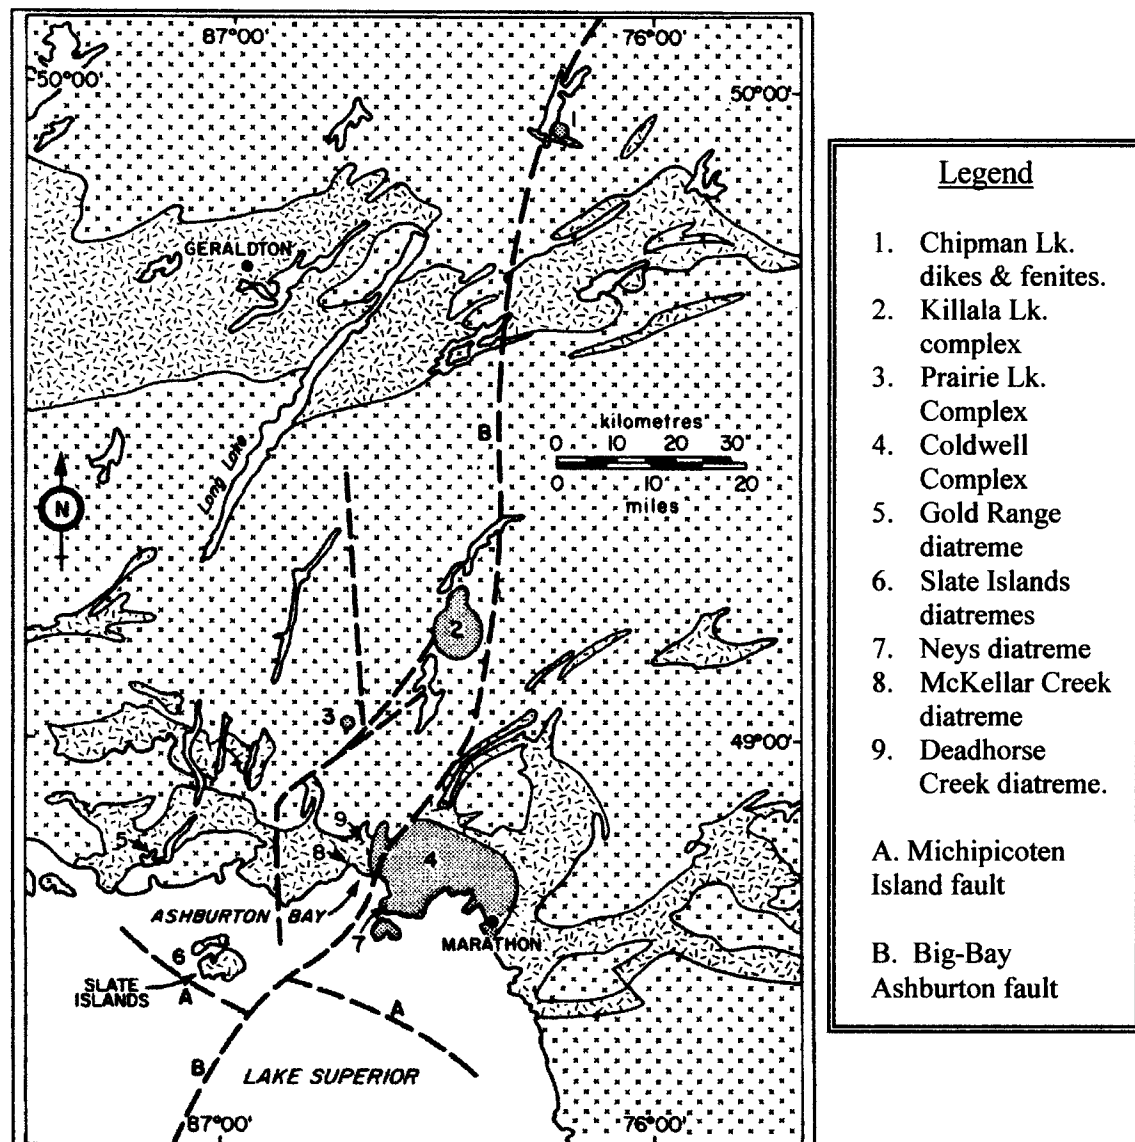 87°00'
76°00'
50°00'
50°00'
1
GERALDTON
Long Lake
B
kilometres
0 10 20 30
0 10 20
miles
N
2
3
49°00'
9
5
8
4
ASHBURTON BAY
7
MARATHON
6
SLATE
ISLANDS
A
A
B
LAKE SUPERIOR
87°00'
76°00'
Legend
1. Chipman Lk.
dikes & fenites.
2. Killala Lk.
complex
3. Prairie Lk.
Complex
4. Coldwell
Complex
5. Gold Range
diatreme
6. Slate Islands
diatremes
7. Neys diatreme
8. McKellar Creek
diatreme
9. Deadhorse
Creek diatreme.
A. Michipicoten
Island fault
B. Big-Bay
Ashburton fault